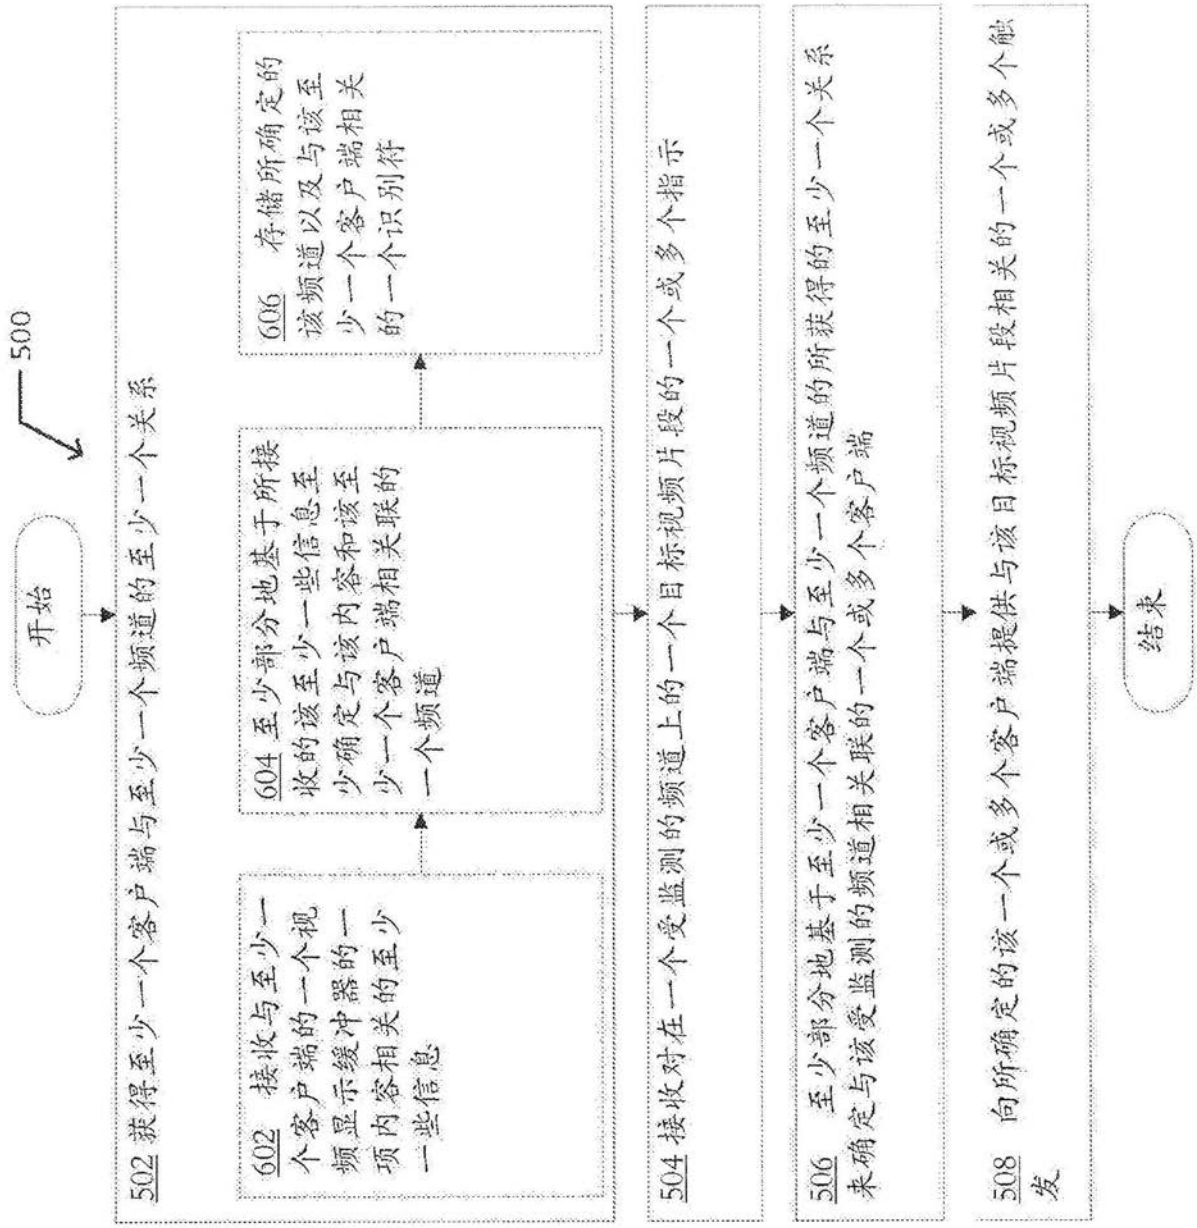 500
开始
502 获得至少一个客户端与至少一个频道的至少一个关系
602 接收与至少一
个客户端的一个视
频显示缓冲器的一
项内容相关的至少
一些信息
604 至少部分地基于所接
收的该至少一些信息至
少确定与该内容和该至
少一个客户端相关联的
一个频道
606 存储所确定的
该频道以及与该至
少一个客户端相关
的一个识别符
504 接收对在一个受监测的频道上的一个目标视频片段的一个或多个指示
506 至少部分地基于至少一个客户端与至少一个频道的所获得的至少一个关系
来确定与该受监测的频道相关联的一个或多个客户端
508 向所确定的该一个或多个客户端提供与该目标视频片段相关的一个或多个触
发
结束